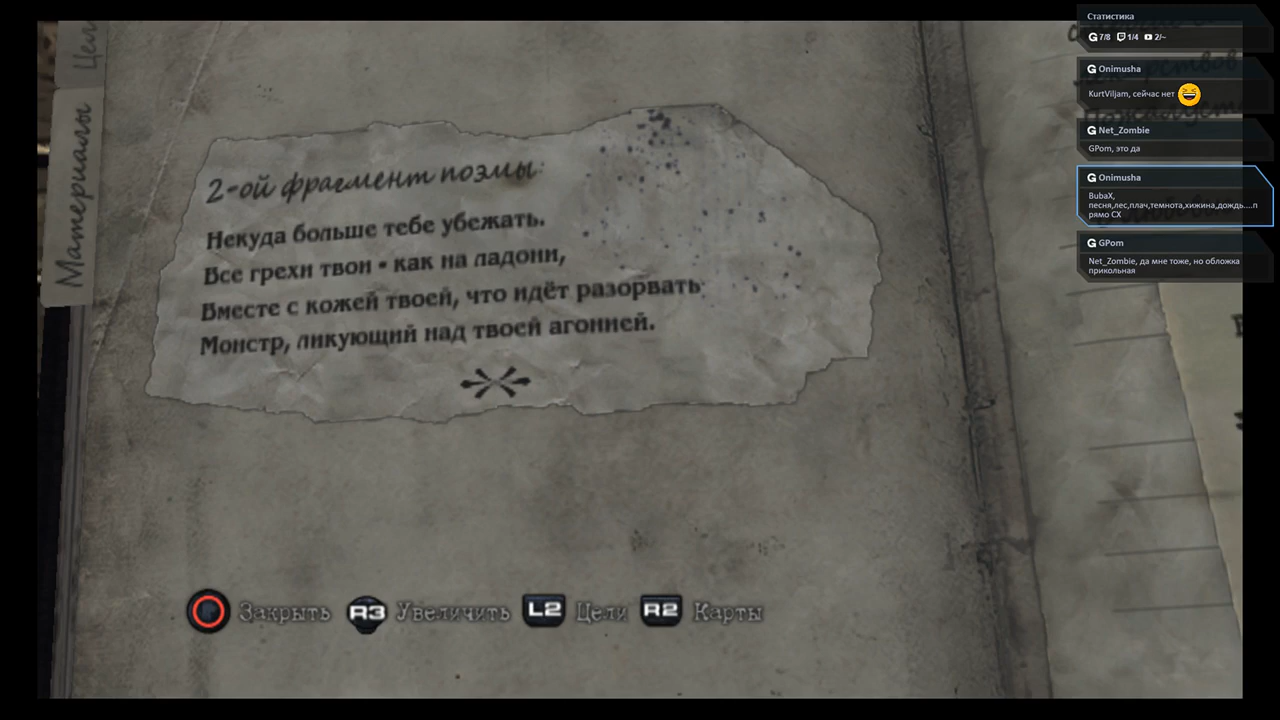 Материалы
2-ой фрагмент поэмы:
Некуда больше тебе убежать.
Все грехи твои - как на ладони,
Вместе с кожей твоей, что идёт разорвать
Монстр, ликующий над твоей агонией.
Закрыть R3 Увеличить L2 Цели R2 Карты
Статистика
G 7/8 1/4 2/~
G Onimusha
KurtViljam, сейчас нет
G Net_Zombie
GPom, это да
G Onimusha
BubaX,
песня,лес,плач,темнота,хижина,дождь....п
рямо СХ
G GPom
Net_Zombie, да мне тоже, но обложка
прикольная